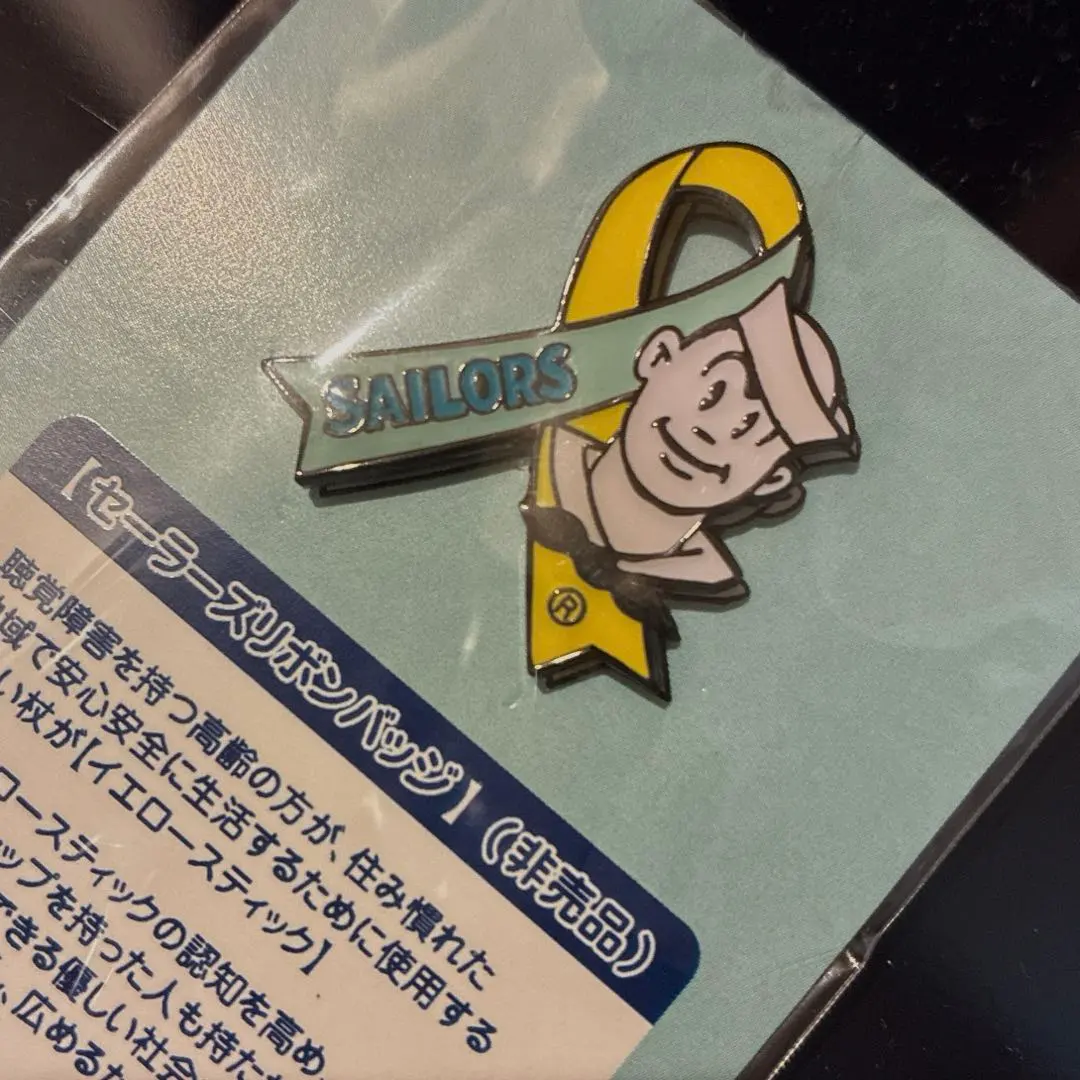 SAILORS
®
【セーラーズリボンバッジ】(非売品)
聴覚障害を持つ高齢の方が、住み慣れた
域で安心安全に生活するために使用する
い杖が【イエロースティック】
ロースティックの認知を高め、
ップを持った人も持た
できる優しい社会
、広める